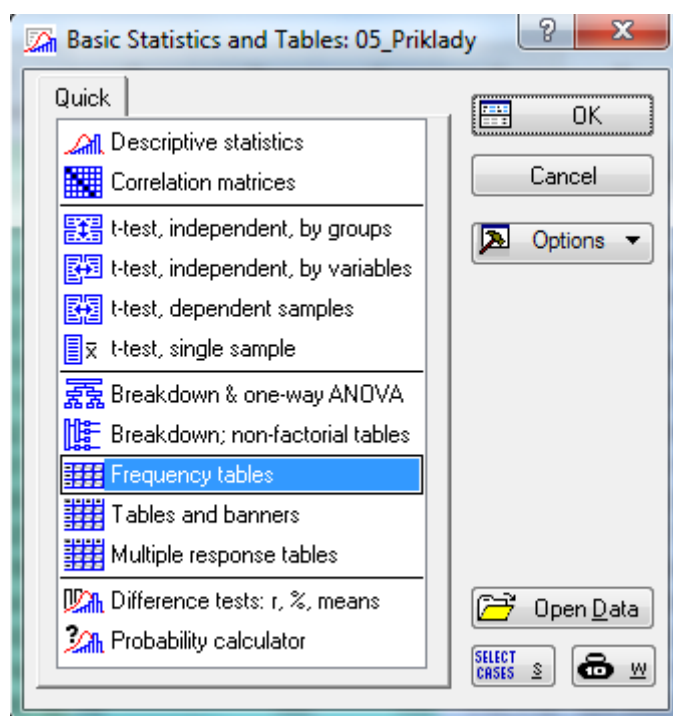 Basic Statistics and Tables: 05_Priklady
Quick
Descriptive statistics
Correlation matrices
t-test, independent, by groups
t-test, independent, by variables
t-test, dependent samples
t-test, single sample
Breakdown & one-way ANOVA
Breakdown; non-factorial tables
Frequency tables
Tables and banners
Multiple response tables
Difference tests: r, %, means
Probability calculator
OK
Cancel
Options
Open Data
SELECT
CASES S
W